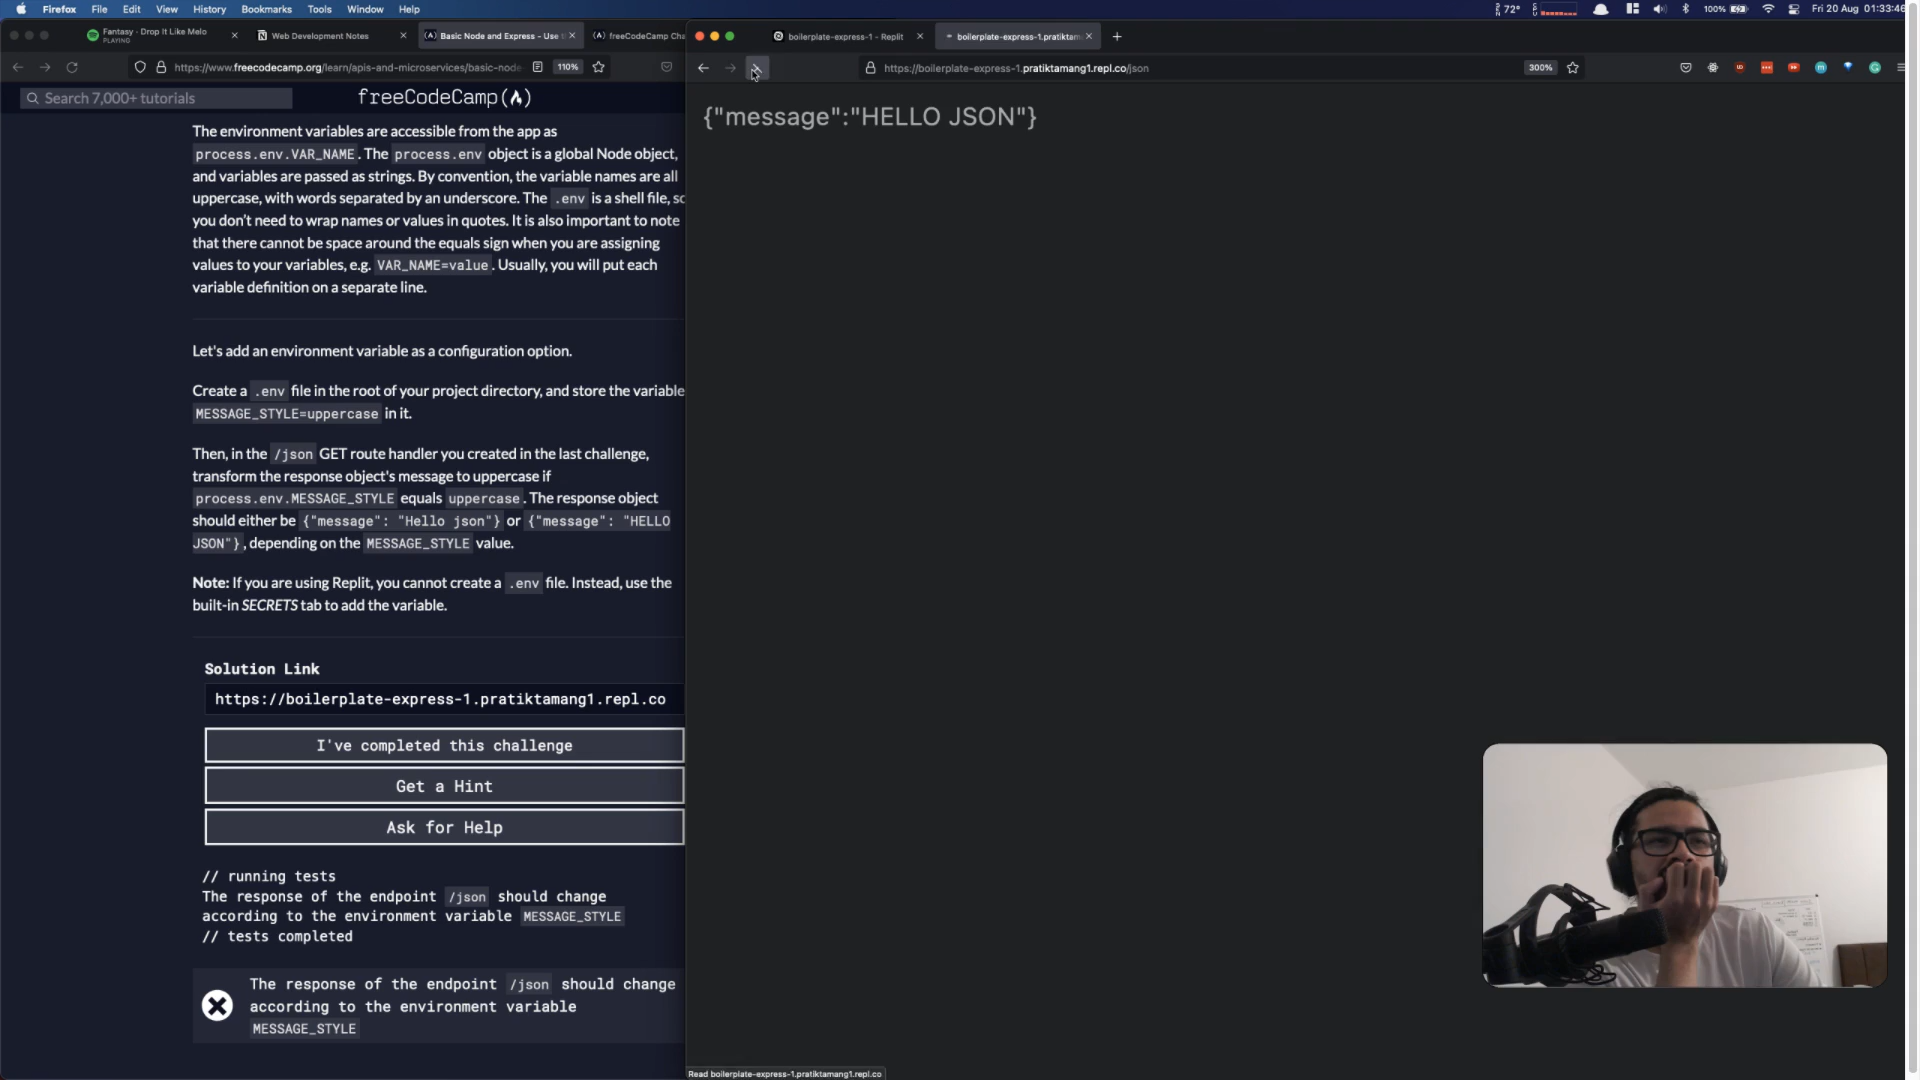 Firefox File Edit View History Bookmarks Tools Window Help
72° 100% Fri 20 Aug 01:33:46
Fantasy · Drop It Like Melo
PLAYING
Web Development Notes
Basic Node and Express - Use t
freeCodeCamp Cha
boilerplate-express-1 - Replit
boilerplate-express-1.pratiktam
https://www.freecodecamp.org/learn/apis-and-microservices/basic-node
110%
https://boilerplate-express-1.pratiktamang1.repl.co/json
300%
Search 7,000+ tutorials
freeCodeCamp
{"message":"HELLO JSON"}
The environment variables are accessible from the app as
process.env.VAR_NAME. The process.env object is a global Node object,
and variables are passed as strings. By convention, the variable names are all
uppercase, with words separated by an underscore. The .env is a shell file, so
you don't need to wrap names or values in quotes. It is also important to note
that there cannot be space around the equals sign when you are assigning
values to your variables, e.g. VAR_NAME=value. Usually, you will put each
variable definition on a separate line.
Let's add an environment variable as a configuration option.
Create a .env file in the root of your project directory, and store the variable
MESSAGE_STYLE=uppercase in it.
Then, in the /json GET route handler you created in the last challenge,
transform the response object's message to uppercase if
process.env.MESSAGE_STYLE equals uppercase. The response object
should either be {"message": "Hello json"} or {"message": "HELLO
JSON"}, depending on the MESSAGE_STYLE value.
Note: If you are using Replit, you cannot create a .env file. Instead, use the
built-in SECRETS tab to add the variable.
Solution Link
https://boilerplate-express-1.pratiktamang1.repl.co
I've completed this challenge
Get a Hint
Ask for Help
// running tests
The response of the endpoint /json should change
according to the environment variable MESSAGE_STYLE
// tests completed
The response of the endpoint /json should change
according to the environment variable
MESSAGE_STYLE
Read boilerplate-express-1.pratiktamang1.repl.co